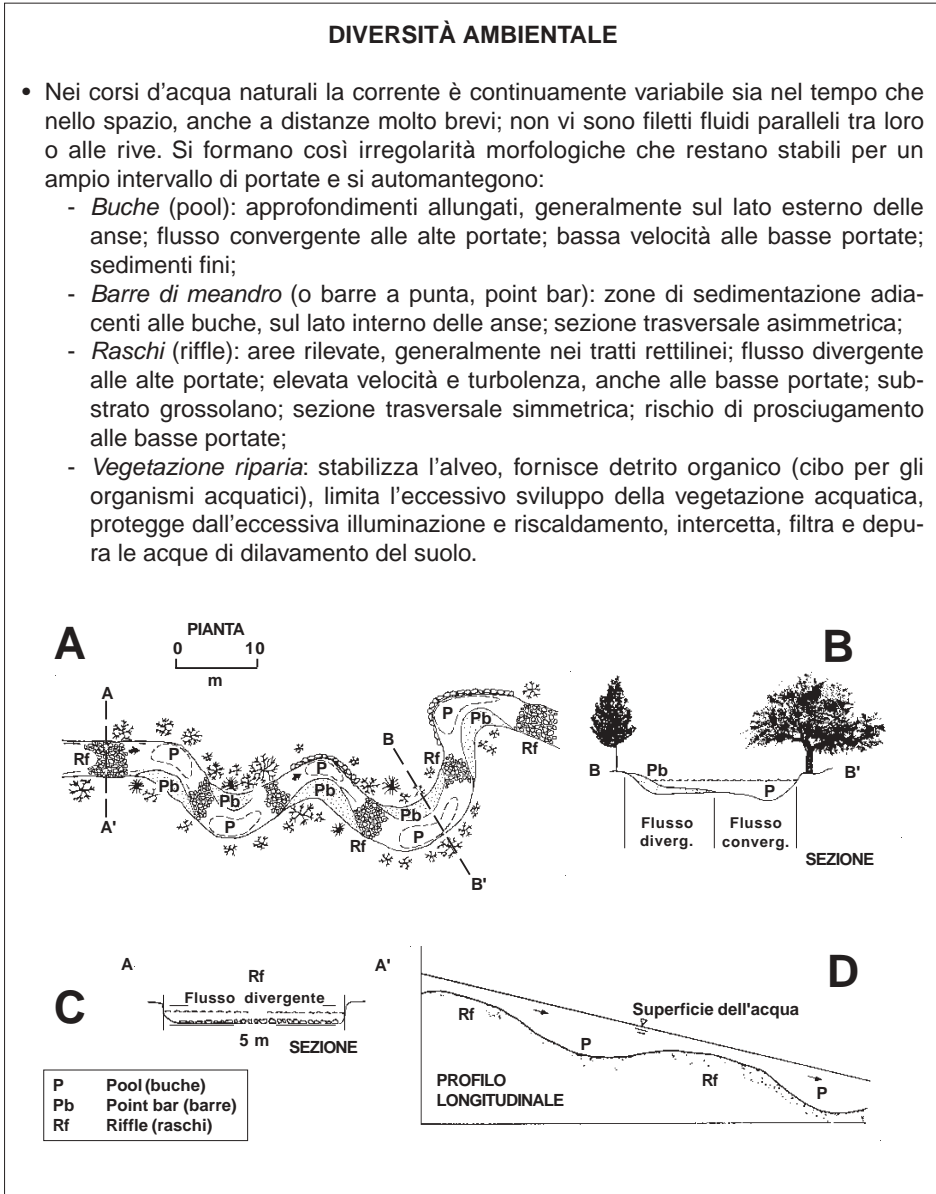 DIVERSITÀ AMBIENTALE
• Nei corsi d'acqua naturali la corrente è continuamente variabile sia nel tempo che
nello spazio, anche a distanze molto brevi; non vi sono filetti fluidi paralleli tra loro
o alle rive. Si formano così irregolarità morfologiche che restano stabili per un
ampio intervallo di portate e si automantegono:
- Buche (pool): approfondimenti allungati, generalmente sul lato esterno delle
anse; flusso convergente alle alte portate; bassa velocità alle basse portate;
sedimenti fini;
- Barre di meandro (o barre a punta, point bar): zone di sedimentazione adia-
centi alle buche, sul lato interno delle anse; sezione trasversale asimmetrica;
- Raschi (riffle): aree rilevate, generalmente nei tratti rettilinei; flusso divergente
alle alte portate; elevata velocità e turbolenza, anche alle basse portate; sub-
strato grossolano; sezione trasversale simmetrica; rischio di prosciugamento
alle basse portate;
- Vegetazione riparia: stabilizza l'alveo, fornisce detrito organico (cibo per gli
organismi acquatici), limita l'eccessivo sviluppo della vegetazione acquatica,
protegge dall'eccessiva illuminazione e riscaldamento, intercetta, filtra e depu-
ra le acque di dilavamento del suolo.
A
PIANTA
0 10
m
A
Rf
A'
P
Pb
Pb
P
P
Pb
Rf
B
Rf
Pb
P
B'
P
Pb
Rf
B
B
Pb
P
B'
Flusso
diverg.
Flusso
converg.
SEZIONE
C
A
Rf
A'
Flusso divergente
5 m
SEZIONE
P Pool (buche)
Pb Point bar (barre)
Rf Riffle (raschi)
D
Superficie dell'acqua
Rf
P
Rf
P
PROFILO
LONGITUDINALE